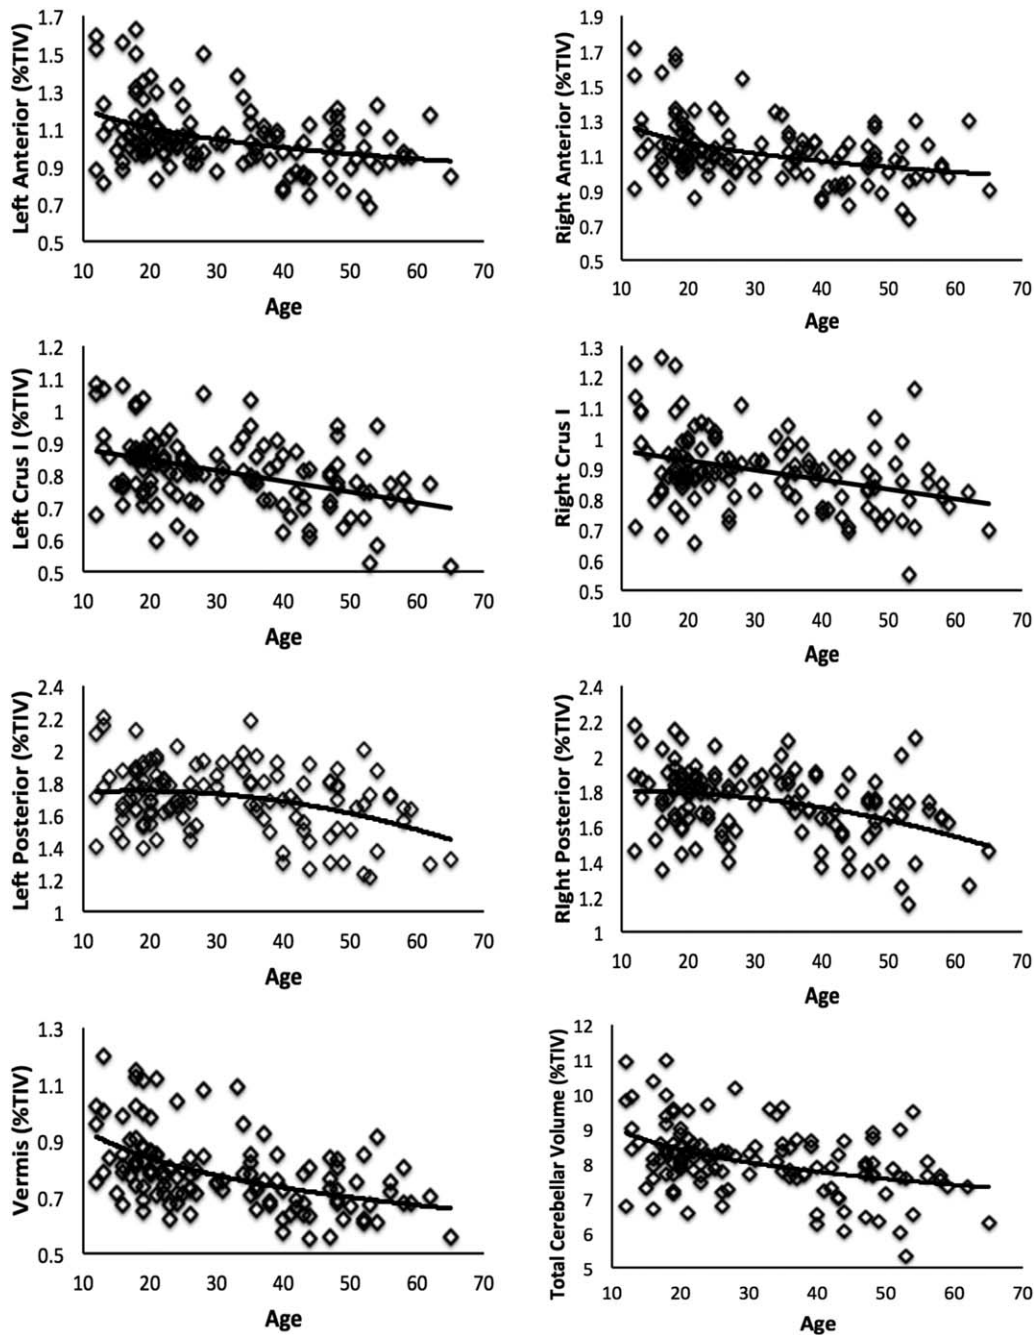 Left Anterior (%TIV)
1.7
1.5
1.3
1.1
0.9
0.7
0.5
10 20 30 40 50 60 70
Age
Right Anterior (%TIV)
1.9
1.7
1.5
1.3
1.1
0.9
0.7
0.5
10 20 30 40 50 60 70
Age
Left Crus I (%TIV)
1.2
1.1
1
0.9
0.8
0.7
0.6
0.5
10 20 30 40 50 60 70
Age
Right Crus I
1.3
1.2
1.1
1
0.9
0.8
0.7
0.6
0.5
10 20 30 40 50 60 70
Age
Left Posterior (%TIV)
2.4
2.2
2
1.8
1.6
1.4
1.2
1
10 20 30 40 50 60 70
Age
RIght Posterior (%TIV)
2.4
2.2
2
1.8
1.6
1.4
1.2
1
10 20 30 40 50 60 70
Age
Vermis (%TIV)
1.3
1.1
0.9
0.7
0.5
10 20 30 40 50 60 70
Age
Total Cerebellar Volume (%TIV)
12
11
10
9
8
7
6
5
10 20 30 40 50 60 70
Age